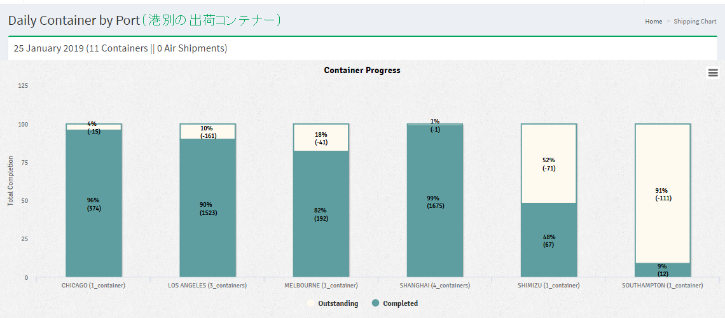 Daily Container by Port (港別の出荷コンテナー)
Home - Shipping Chart
25 January 2019 (11 Containers || 0 Air Shipments)
Container Progress
Total Completion
125
100
75
50
25
0
4%
(-15)
96%
(374)
10%
(-161)
90%
(1523)
18%
(-41)
82%
(192)
1%
(-1)
99%
(1675)
52%
(-71)
48%
(67)
91%
(-111)
9%
(12)
CHICAGO (1_container)
LOS ANGELES (3_containers)
MELBOURNE (1_container)
SHANGHAI (4_containers)
SHIMIZU (1_container)
SOUTHAMPTON (1_container)
Outstanding
Completed